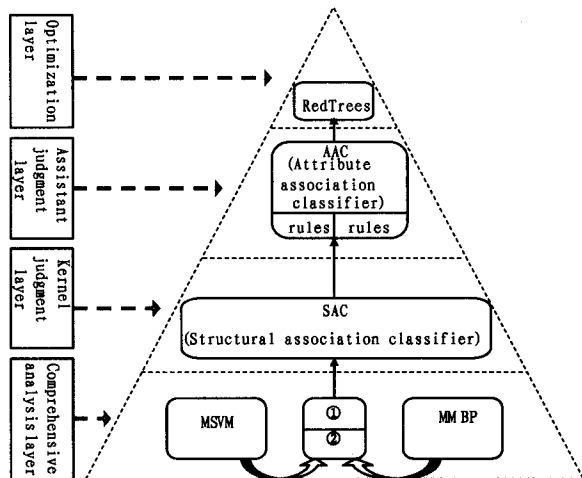 Optimization
layer
RedTrees
Assistant
judgment
layer
AAC
(Attribute
association
classifier)
rules rules
Kernel
judgment
layer
SAC
(Structural association classifier)
Comprehensive
analysis layer
MSVM
①
②
MM BP